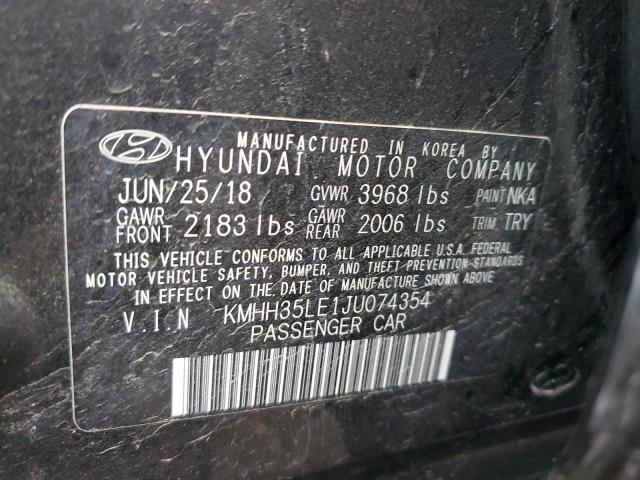 MANUFACTURED IN KOREA BY
HYUNDAI MOTOR COMPANY
JUN/25/18 GVWR 3968 lbs PAINT NKA
GAWR FRONT 2183 lbs GAWR REAR 2006 lbs TRIM TRY
THIS VEHICLE CONFORMS TO ALL APPLICABLE U.S.A. FEDERAL
MOTOR VEHICLE SAFETY, BUMPER, AND THEFT PREVENTION STANDARDS
IN EFFECT ON THE DATE OF MANUFACTURE SHOWN ABOVE
V.I.N KMHH35LE1JU074354
PASSENGER CAR